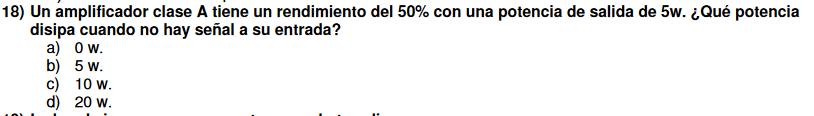 18) Un amplificador clase A tiene un rendimiento del 50% con una potencia de salida de 5w. ¿Qué potencia
disipa cuando no hay señal a su entrada?
a) 0 w.
b) 5 w.
c) 10 w.
d) 20 w.